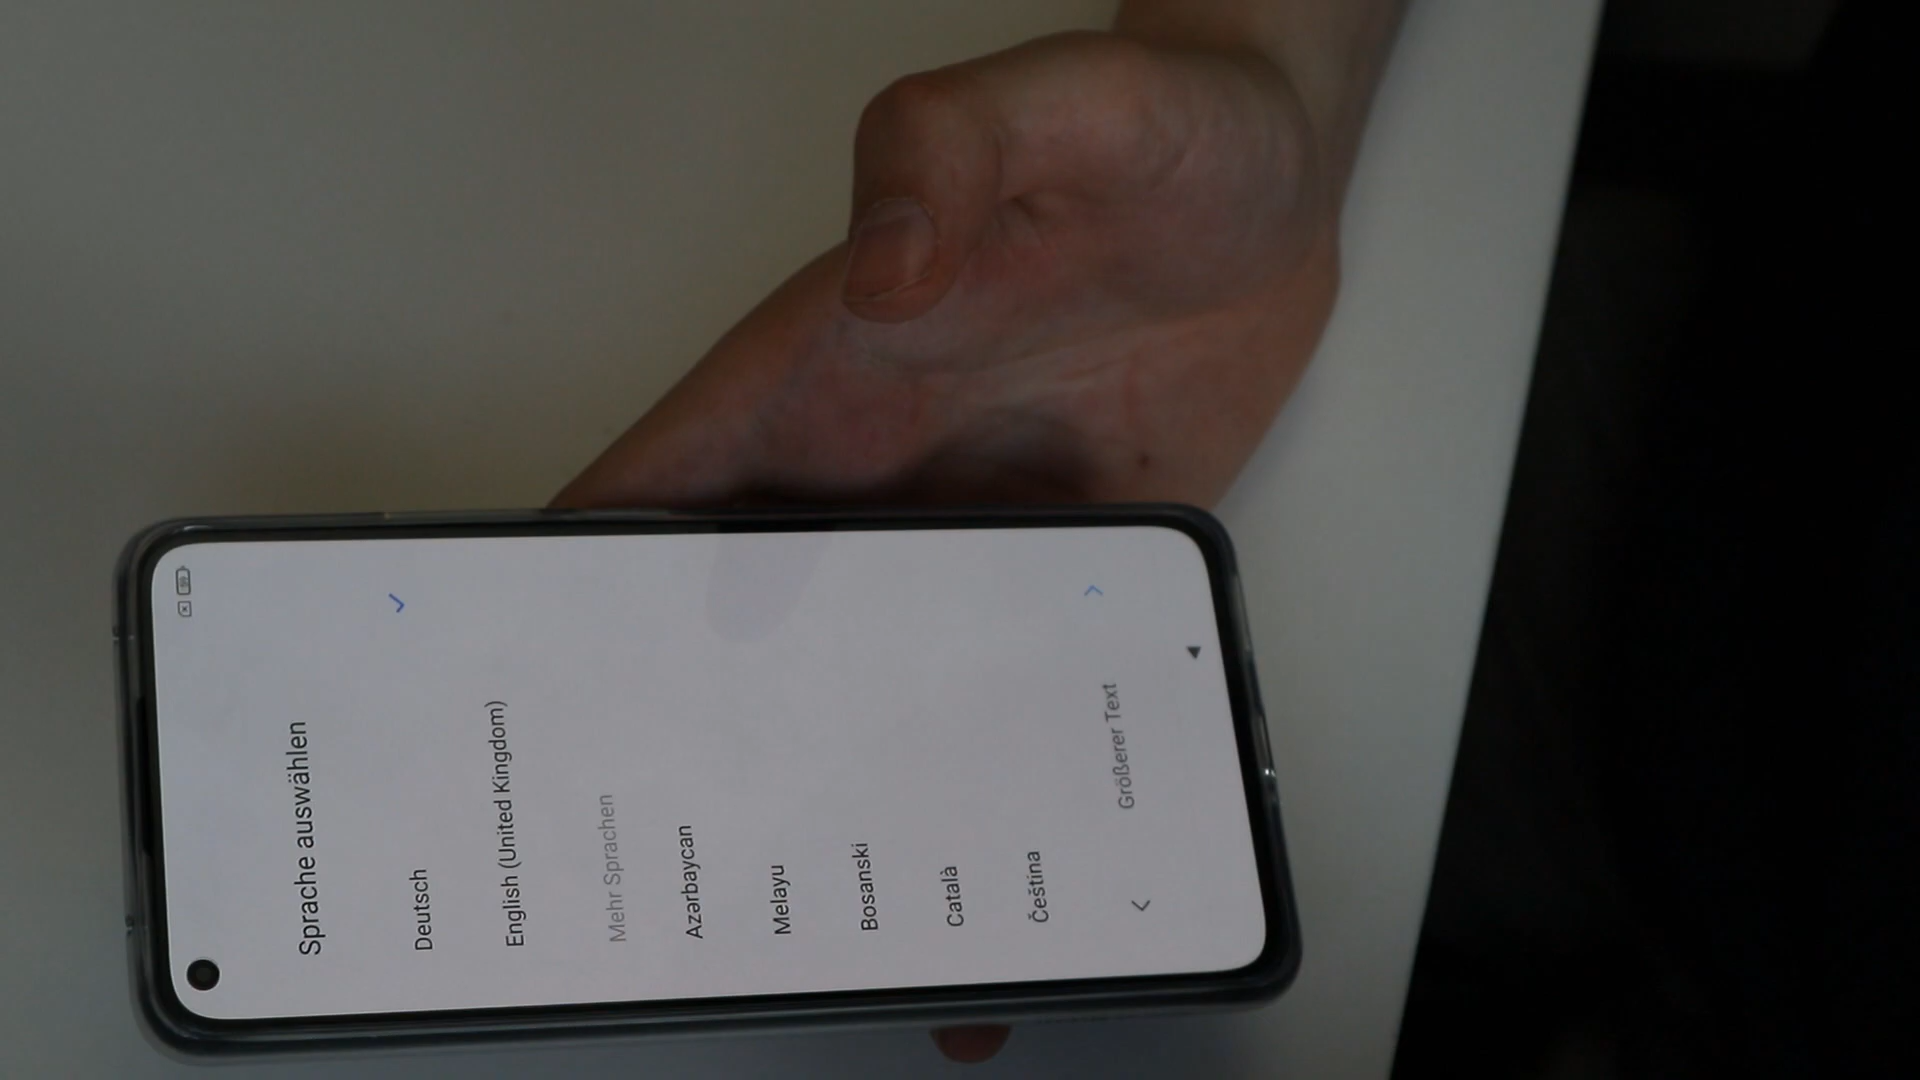 Sprache auswählen
Deutsch
English (United Kingdom)
Mehr Sprachen
Azərbaycan
Melayu
Bosanski
Català
Čeština
Größerer Text